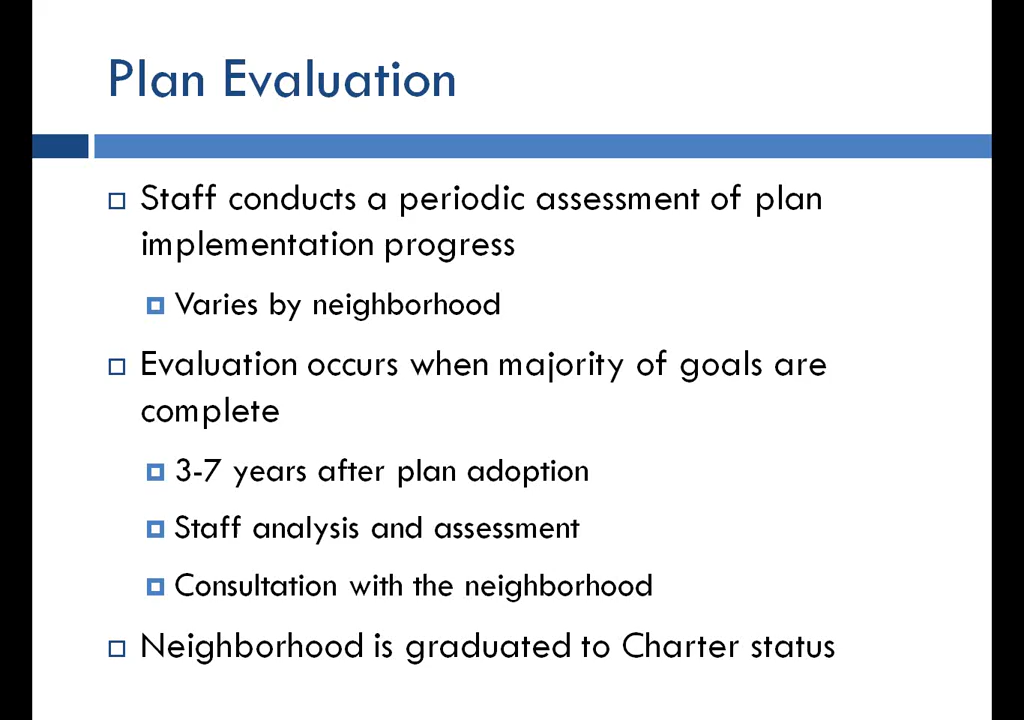 Plan Evaluation
Staff conducts a periodic assessment of plan
implementation progress
Varies by neighborhood
Evaluation occurs when majority of goals are
complete
3-7 years after plan adoption
Staff analysis and assessment
Consultation with the neighborhood
Neighborhood is graduated to Charter status